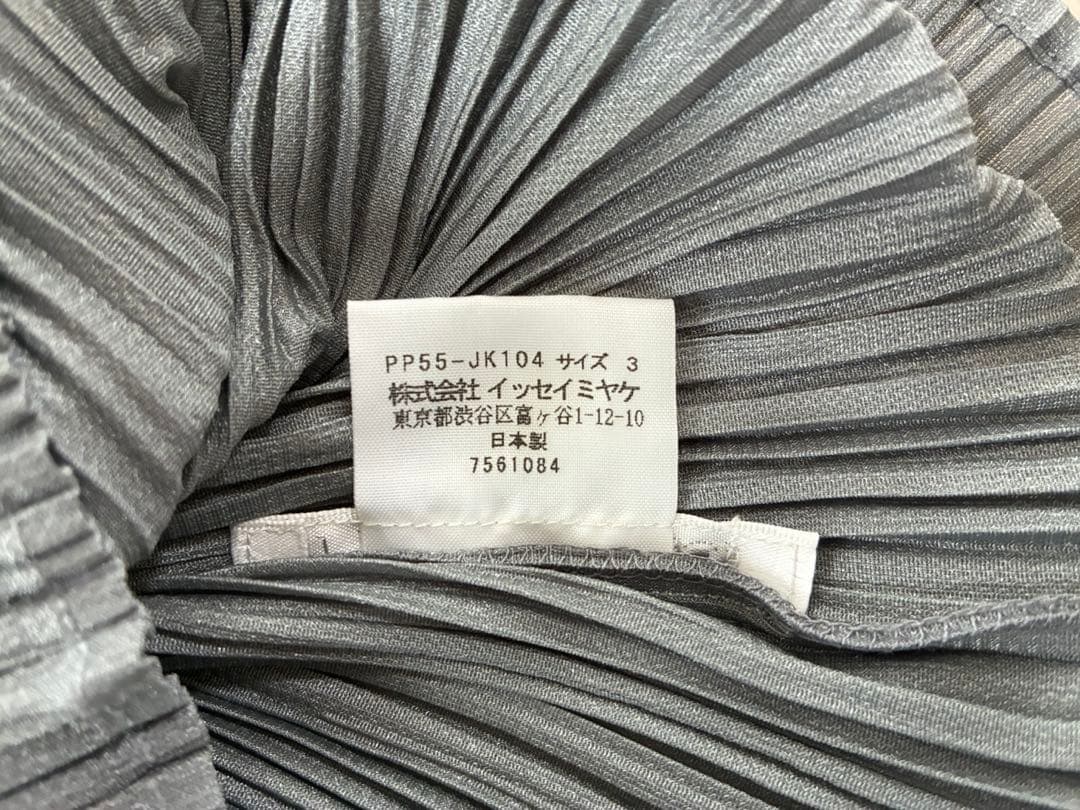 PP55-JK104 サイズ 3
株式会社 イッセイミヤケ
東京都渋谷区富ヶ谷1-12-10
日本製
7561084